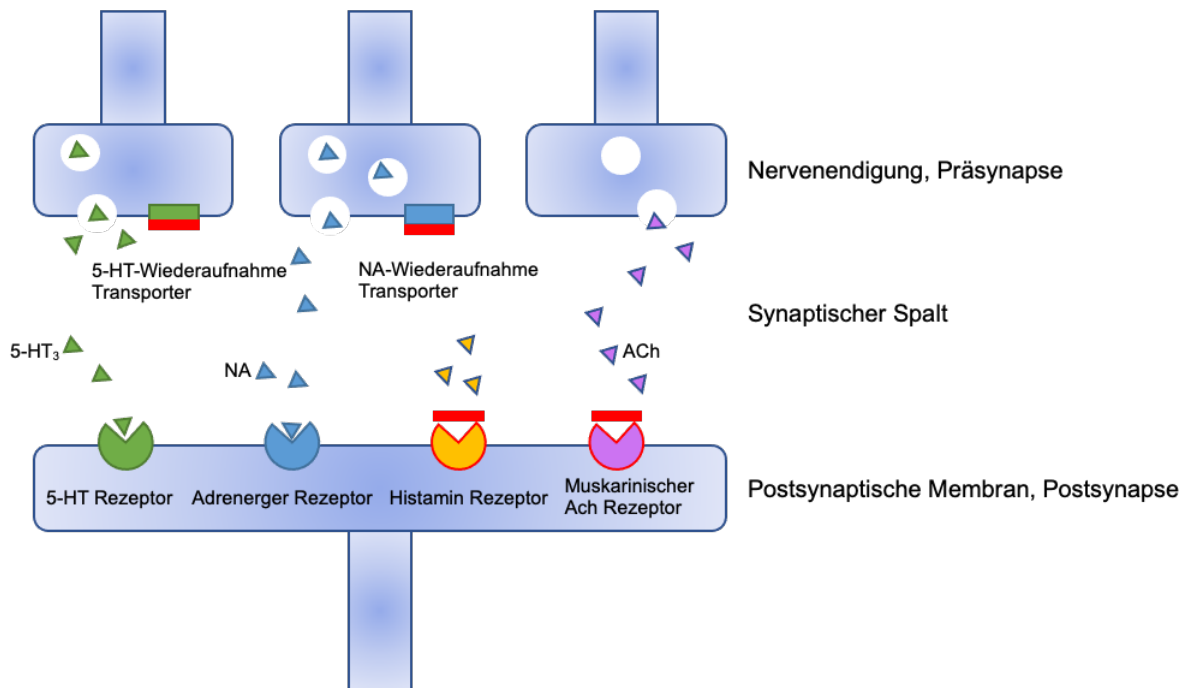 Nervenendigung, Präsynapse
5-HT-Wiederaufnahme
Transporter
NA-Wiederaufnahme
Transporter
Synaptischer Spalt
5-HT₃
NA
ACh
5-HT Rezeptor
Adrenerger Rezeptor
Histamin Rezeptor
Muskarinischer
Ach Rezeptor
Postsynaptische Membran, Postsynapse